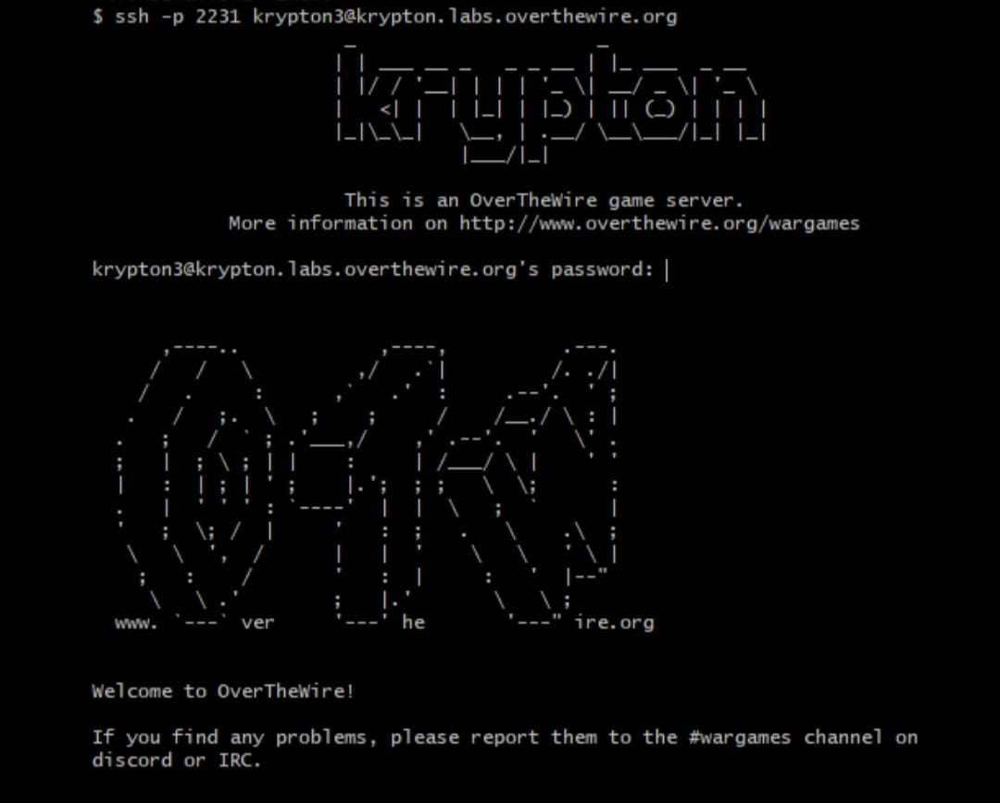 $ ssh -p 2231 krypton3@krypton.labs.overthewire.org
krypton
This is an OverTheWire game server.
More information on http://www.overthewire.org/wargames
krypton3@krypton.labs.overthewire.org's password:
www. ver he ire.org
Welcome to OverTheWire!
If you find any problems, please report them to the #wargames channel on
discord or IRC.